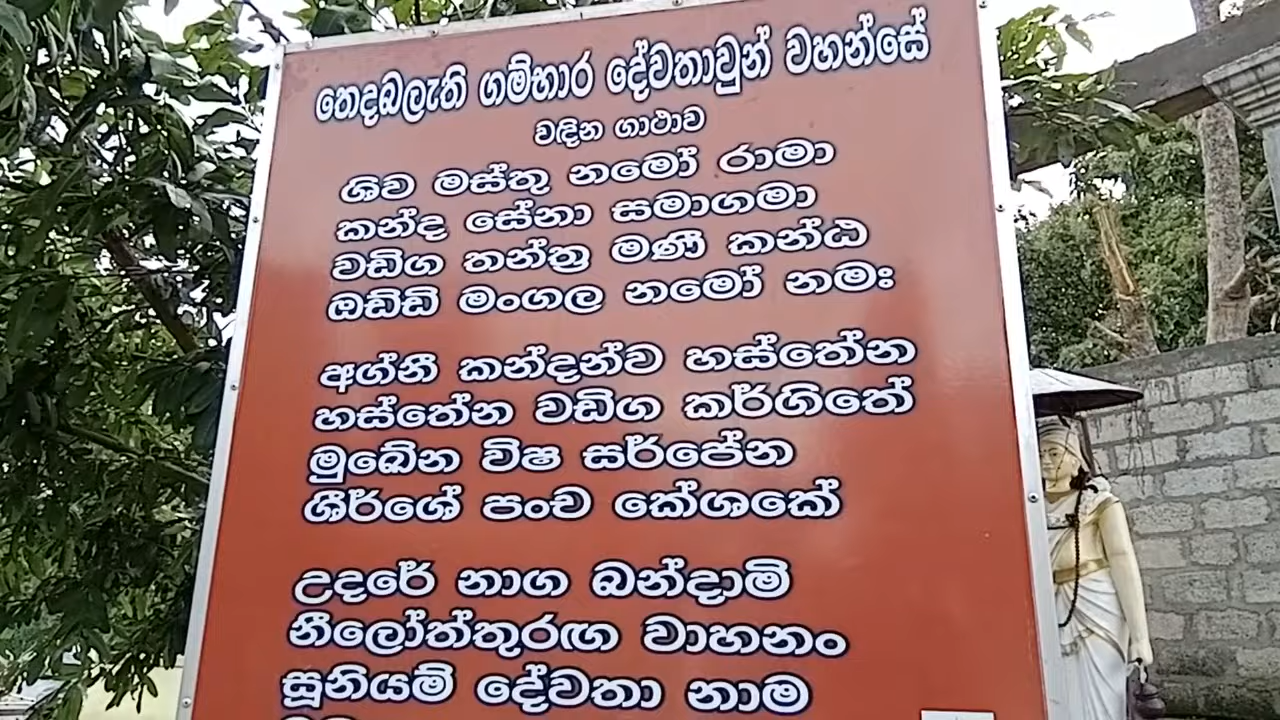 තෙදබලැති ගම්භාර දේවතාවුන් වහන්සේ
වඳින ගාථාව
ශිව මස්තු නමෝ රාමා
කන්ද සේනා සමාගමා
වඩිග තන්ත්‍ර මණී කන්ඨ
ඔඩ්ඩි මංගල නමෝ නමඃ
අග්නී කන්දන්ව හස්තේන
හස්තේන වඩිග කර්ගිතේ
මුඛේන විෂ සර්පේන
ශීර්ශේ පංච කේශකේ
උදරේ නාග බන්දාමි
නීලෝත්තුරඟ වාහනං
සූනියම් දේවතා නාම